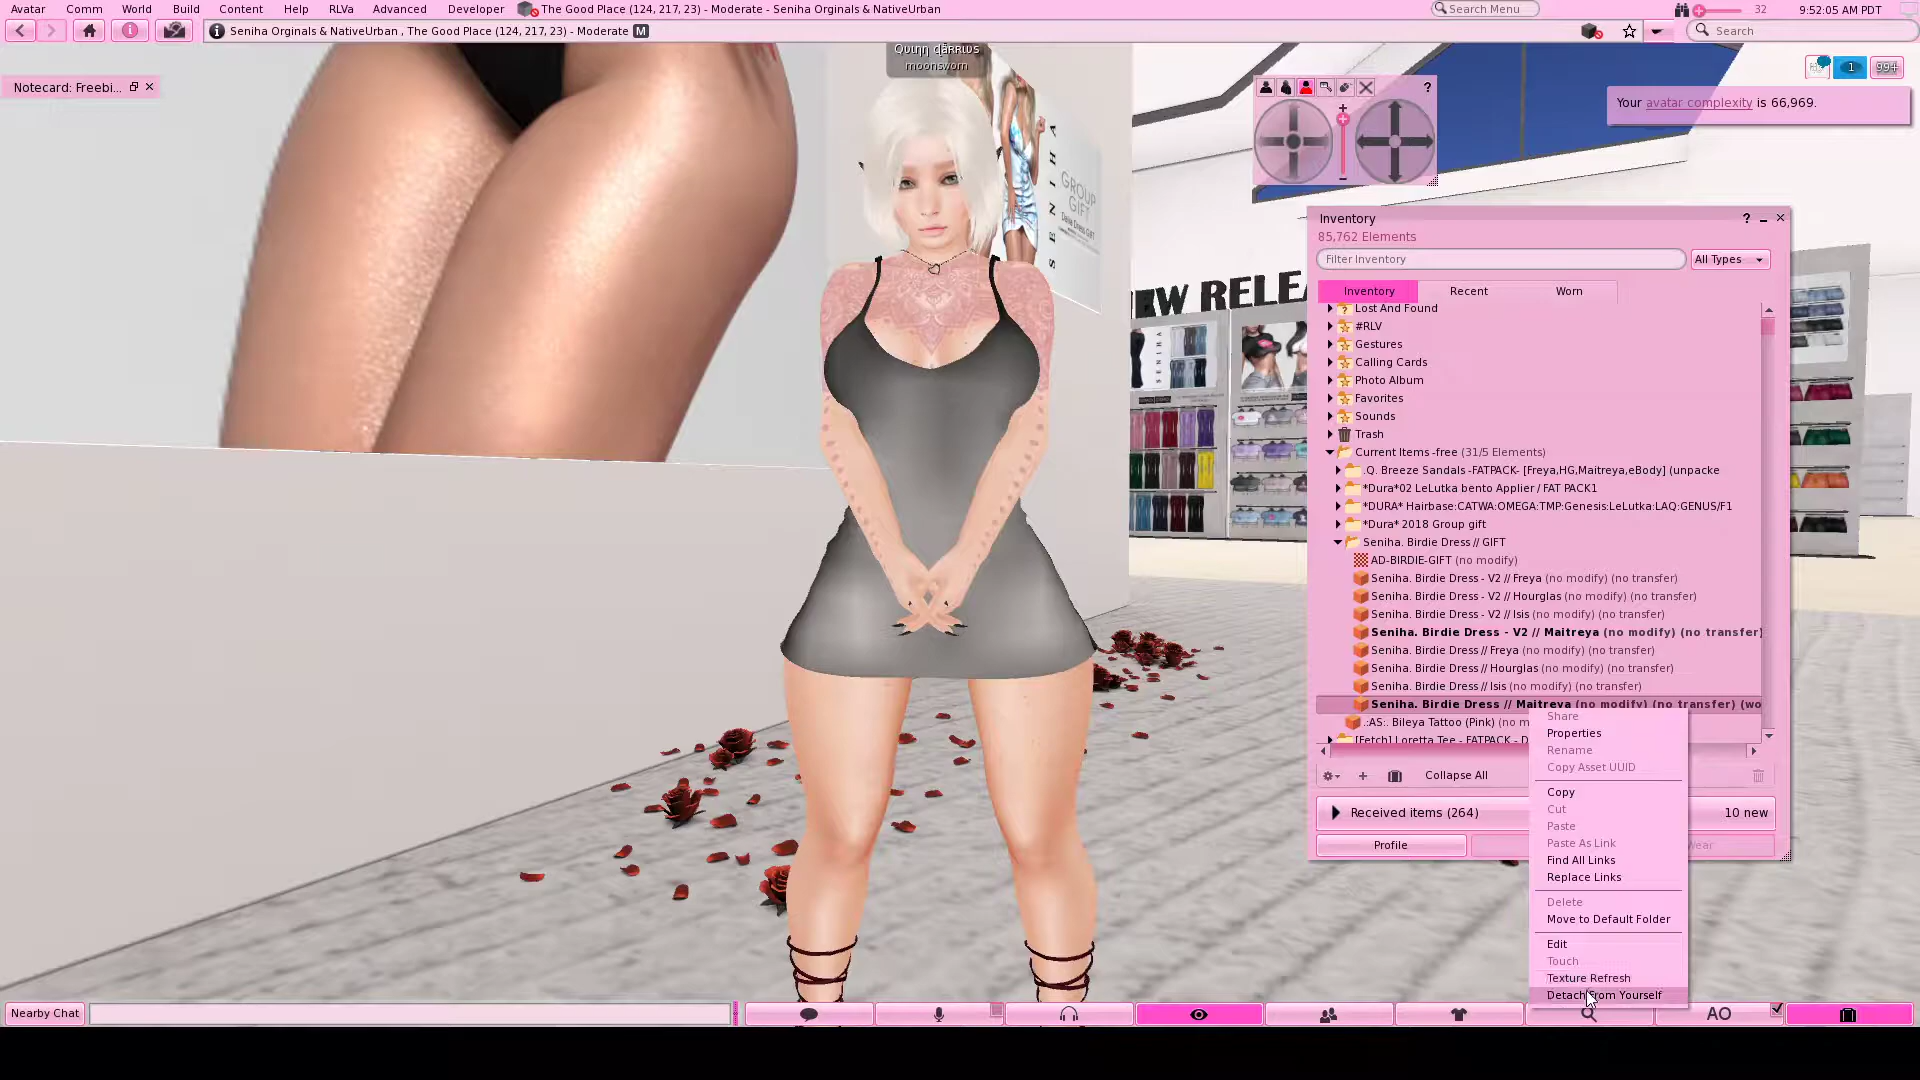 Avatar Comm World Build Content Help RLVa Advanced Developer The Good Place (124, 217, 23) - Moderate - Seniha Orginals & NativeUrban Search Menu 32 9:52:05 AM PDT
Seniha Orginals & NativeUrban , The Good Place (124, 217, 23) - Moderate M Search
moonsworn
Notecard: Freebi...
1 99+
Your avatar complexity is 66,969.
?
GROUP
GIFT
SENIHA
EW RELEA
Inventory ? _
85,762 Elements
Filter Inventory All Types
Inventory Recent Worn
Lost And Found
#RLV
Gestures
Calling Cards
Photo Album
Favorites
Sounds
Trash
Current Items -free (31/5 Elements)
.Q. Breeze Sandals -FATPACK- [Freya,HG,Maitreya,eBody] (unpacke
*Dura*02 LeLutka bento Applier / FAT PACK1
*DURA* Hairbase:CATWA:OMEGA:TMP:Genesis:LeLutka:LAQ:GENUS/F1
*Dura* 2018 Group gift
Seniha. Birdie Dress // GIFT
AD-BIRDIE-GIFT (no modify)
Seniha. Birdie Dress - V2 // Freya (no modify) (no transfer)
Seniha. Birdie Dress - V2 // Hourglas (no modify) (no transfer)
Seniha. Birdie Dress - V2 // Isis (no modify) (no transfer)
Seniha. Birdie Dress - V2 // Maitreya (no modify) (no transfer)
Seniha. Birdie Dress // Freya (no modify) (no transfer)
Seniha. Birdie Dress // Hourglas (no modify) (no transfer)
Seniha. Birdie Dress // Isis (no modify) (no transfer)
Seniha. Birdie Dress // Maitreya (no modify) (no transfer) (wo
.:AS:. Bileya Tattoo (Pink) (no m
[Fetch] Loretta Tee - FATPACK - D
Collapse All
Received items (264) 10 new
Profile Wear
Share
Properties
Rename
Copy Asset UUID
Copy
Cut
Paste
Paste As Link
Find All Links
Replace Links
Delete
Move to Default Folder
Edit
Touch
Texture Refresh
Detach From Yourself
Nearby Chat AO